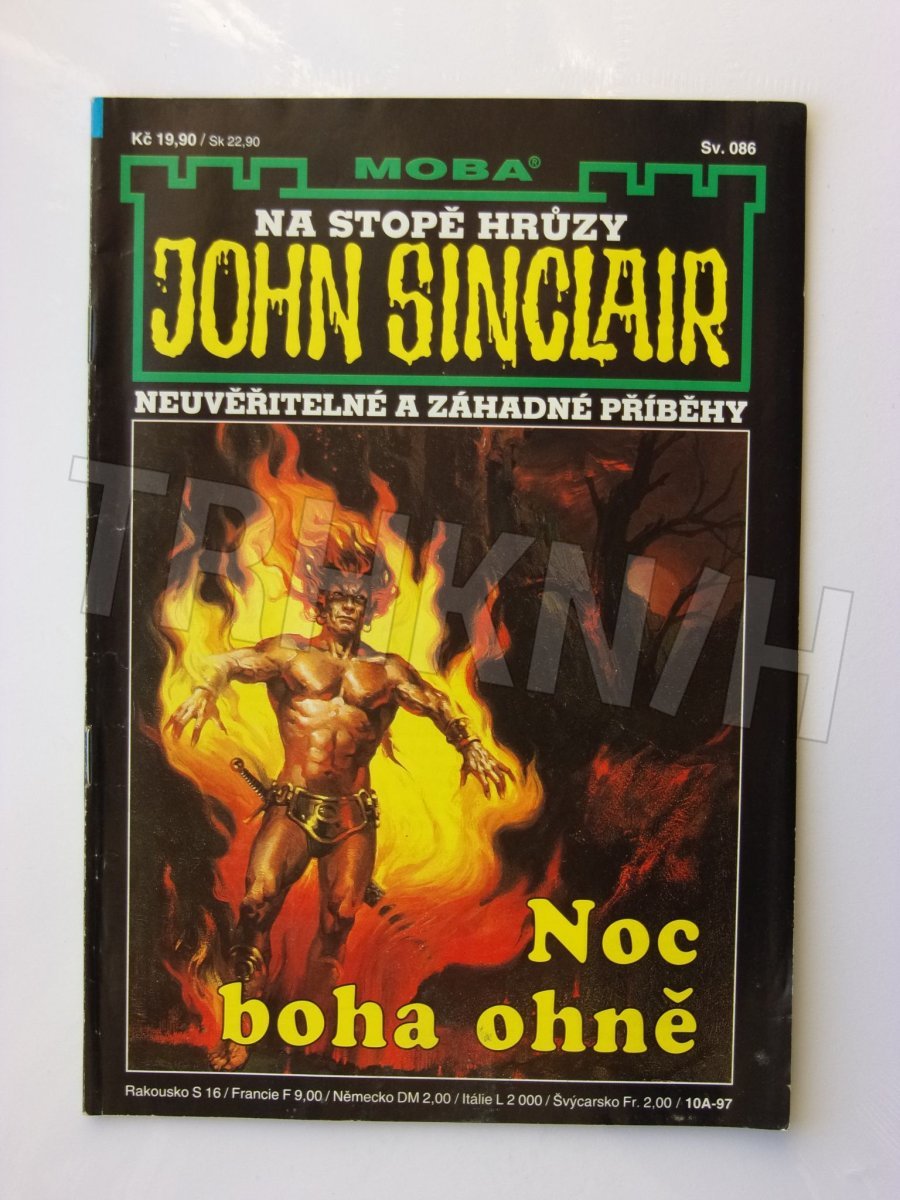 Kč 19,90 / Sk 22,90
Sv. 086
MOBA®
NA STOPĚ HRŮZY
JOHN SINCLAIR
NEUVĚŘITELNÉ A ZÁHADNÉ PŘÍBĚHY
TRHKNIH
Noc
boha ohně
Rakousko S 16 / Francie F 9,00 / Německo DM 2,00 / Itálie L 2 000 / Švýcarsko Fr. 2,00 / 10A-97